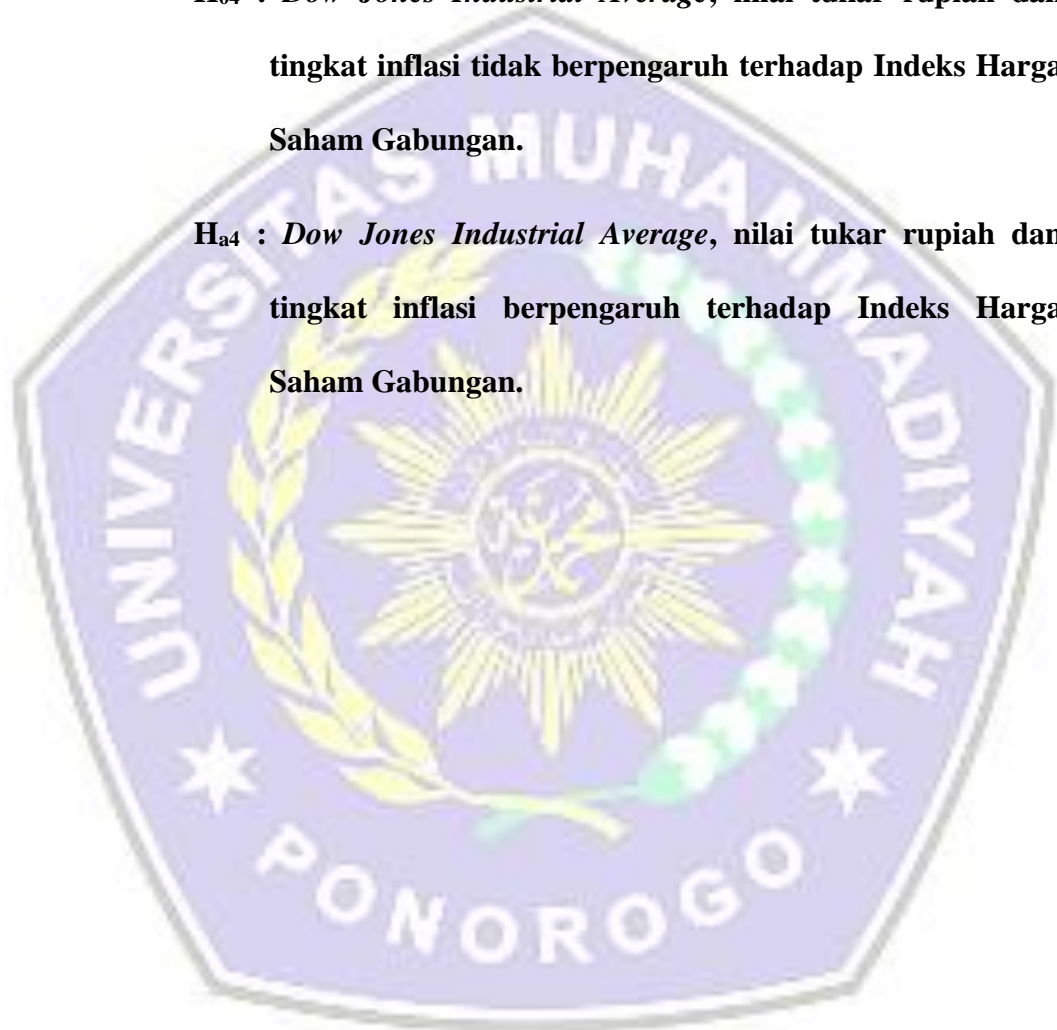 H₀₄ : Dow Jones Industrial Average, nilai tukar rupiah dan
tingkat inflasi tidak berpengaruh terhadap Indeks Harga
Saham Gabungan.
Hₐ₄ : Dow Jones Industrial Average, nilai tukar rupiah dan
tingkat inflasi berpengaruh terhadap Indeks Harga
Saham Gabungan.
UNIVERSITAS MUHAMMADIYAH
PONOROGO